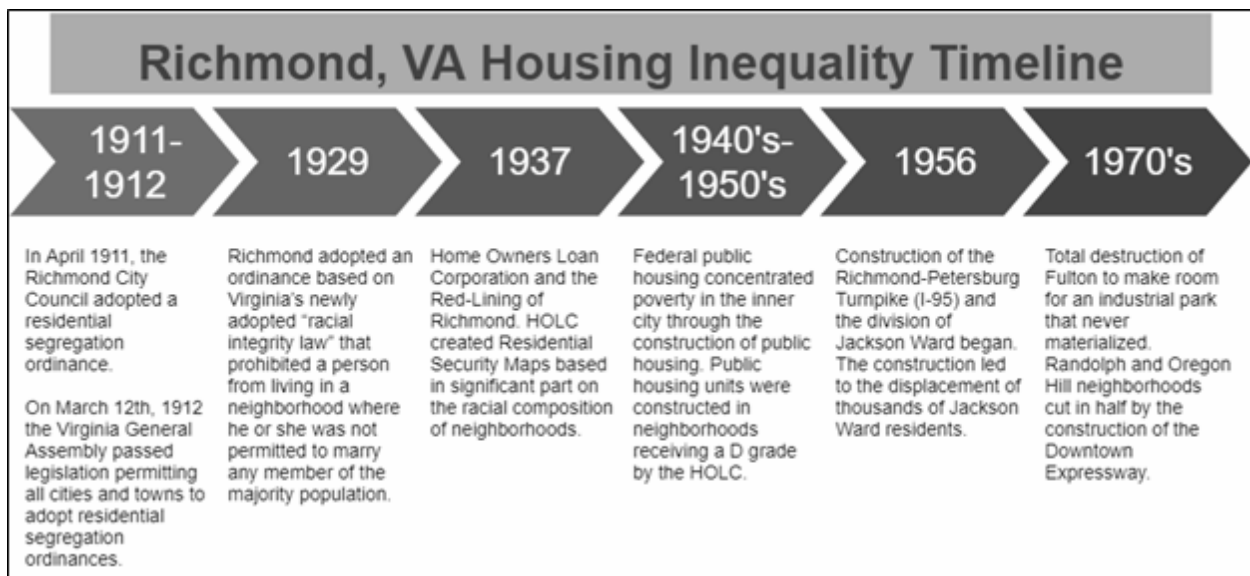 Richmond, VA Housing Inequality Timeline
1911-
1912
1929
1937
1940's-
1950's
1956
1970's
In April 1911, the
Richmond City
Council adopted a
residential
segregation
ordinance.
On March 12th, 1912
the Virginia General
Assembly passed
legislation permitting
all cities and towns to
adopt residential
segregation
ordinances.
Richmond adopted an
ordinance based on
Virginia’s newly
adopted “racial
integrity law” that
prohibited a person
from living in a
neighborhood where
he or she was not
permitted to marry
any member of the
majority population.
Home Owners Loan
Corporation and the
Red-Lining of
Richmond. HOLC
created Residential
Security Maps based
in significant part on
the racial composition
of neighborhoods.
Federal public
housing concentrated
poverty in the inner
city through the
construction of public
housing. Public
housing units were
constructed in
neighborhoods
receiving a D grade
by the HOLC.
Construction of the
Richmond-Petersburg
Turnpike (I-95) and
the division of
Jackson Ward began.
The construction led
to the displacement of
thousands of Jackson
Ward residents.
Total destruction of
Fulton to make room
for an industrial park
that never
materialized.
Randolph and Oregon
Hill neighborhoods
cut in half by the
construction of the
Downtown
Expressway.